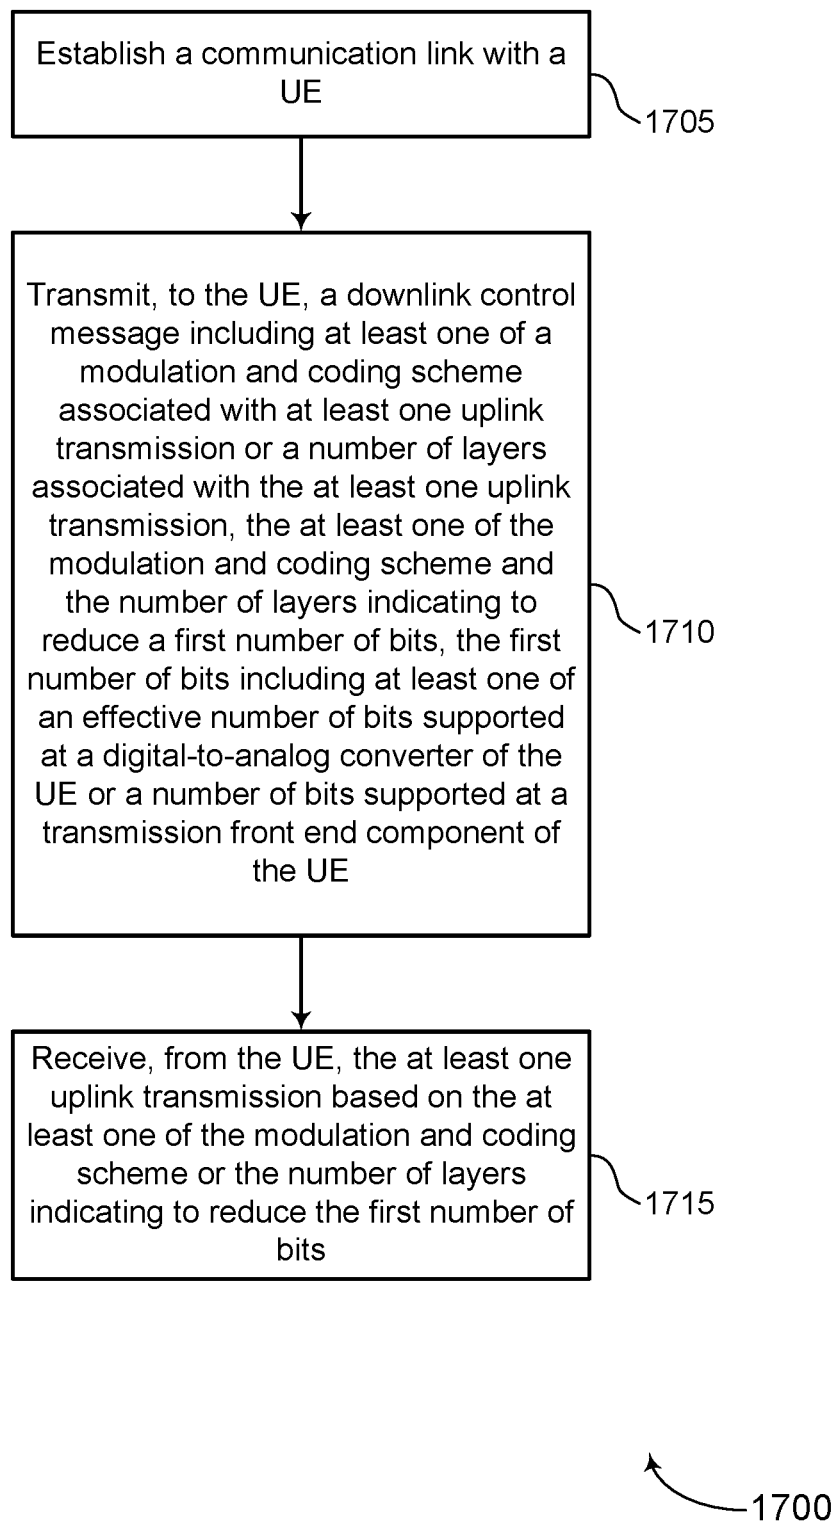 Establish a communication link with a
UE
1705
Transmit, to the UE, a downlink control
message including at least one of a
modulation and coding scheme
associated with at least one uplink
transmission or a number of layers
associated with the at least one uplink
transmission, the at least one of the
modulation and coding scheme and
the number of layers indicating to
reduce a first number of bits, the first
number of bits including at least one of
an effective number of bits supported
at a digital-to-analog converter of the
UE or a number of bits supported at a
transmission front end component of
the UE
1710
Receive, from the UE, the at least one
uplink transmission based on the at
least one of the modulation and coding
scheme or the number of layers
indicating to reduce the first number of
bits
1715
1700